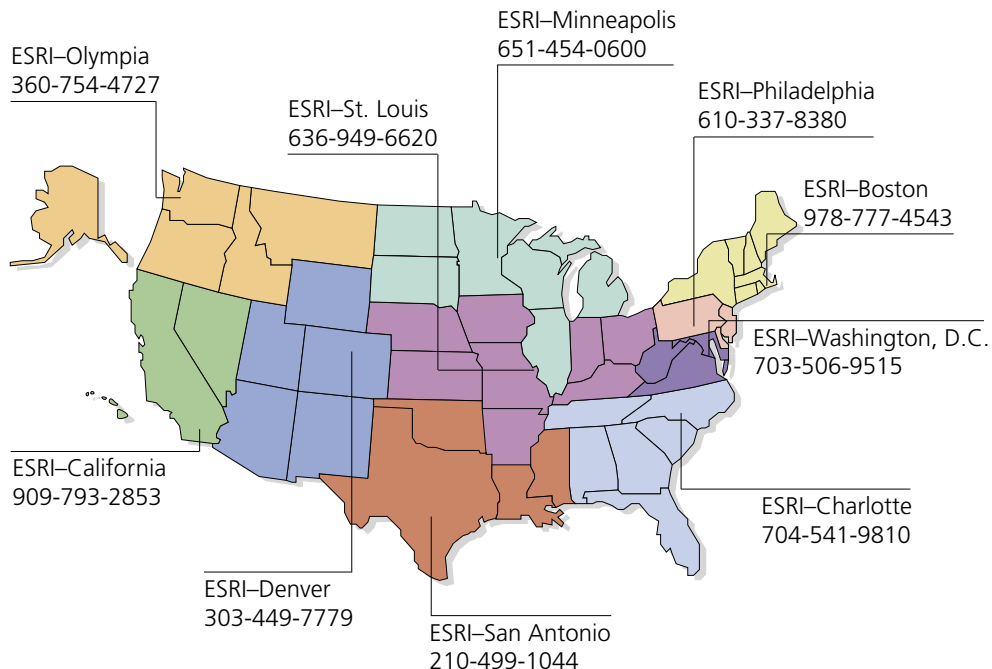 ESRI–Minneapolis
651-454-0600
ESRI–Olympia
360-754-4727
ESRI–St. Louis
636-949-6620
ESRI–Philadelphia
610-337-8380
ESRI–Boston
978-777-4543
ESRI–Washington, D.C.
703-506-9515
ESRI–California
909-793-2853
ESRI–Charlotte
704-541-9810
ESRI–Denver
303-449-7779
ESRI–San Antonio
210-499-1044